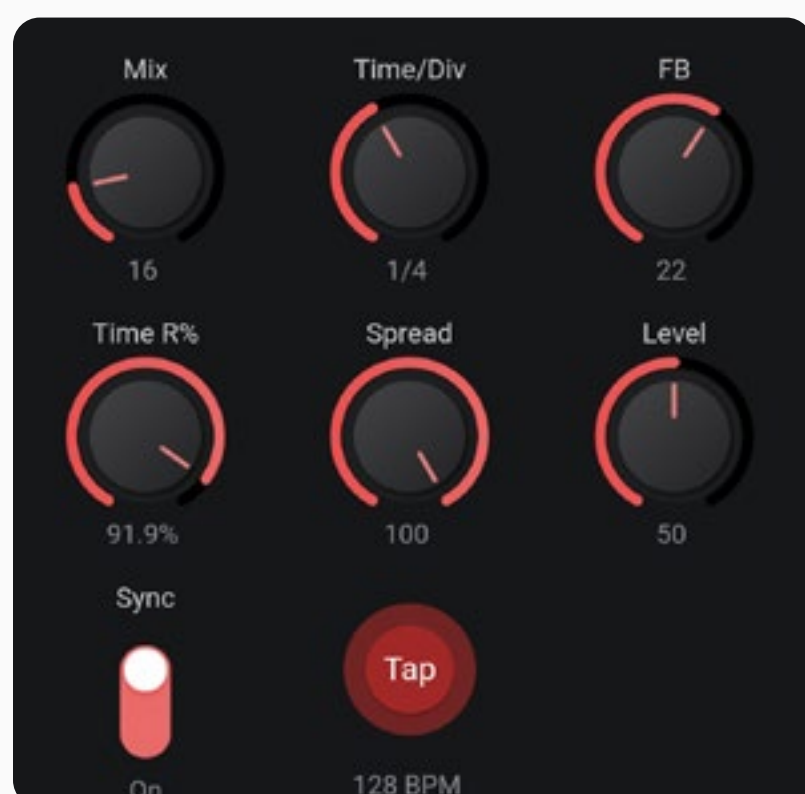 Mix Time/Div FB
16 1/4 22
Time R% Spread Level
91.9% 100 50
Sync
Tap
On 128 BPM